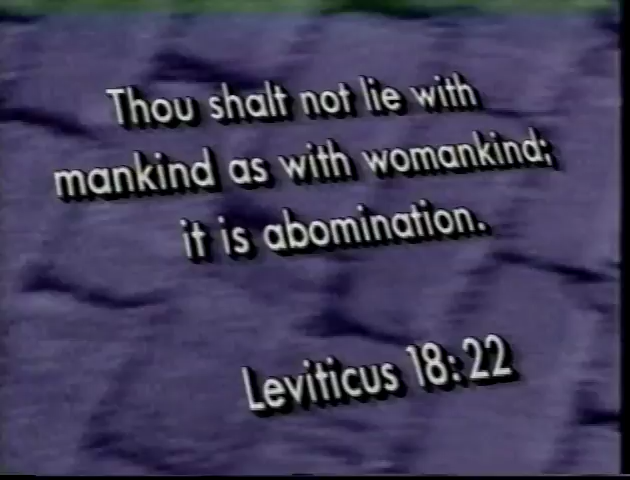 Thou shalt not lie with
mankind as with womankind;
it is abomination.
Leviticus 18:22